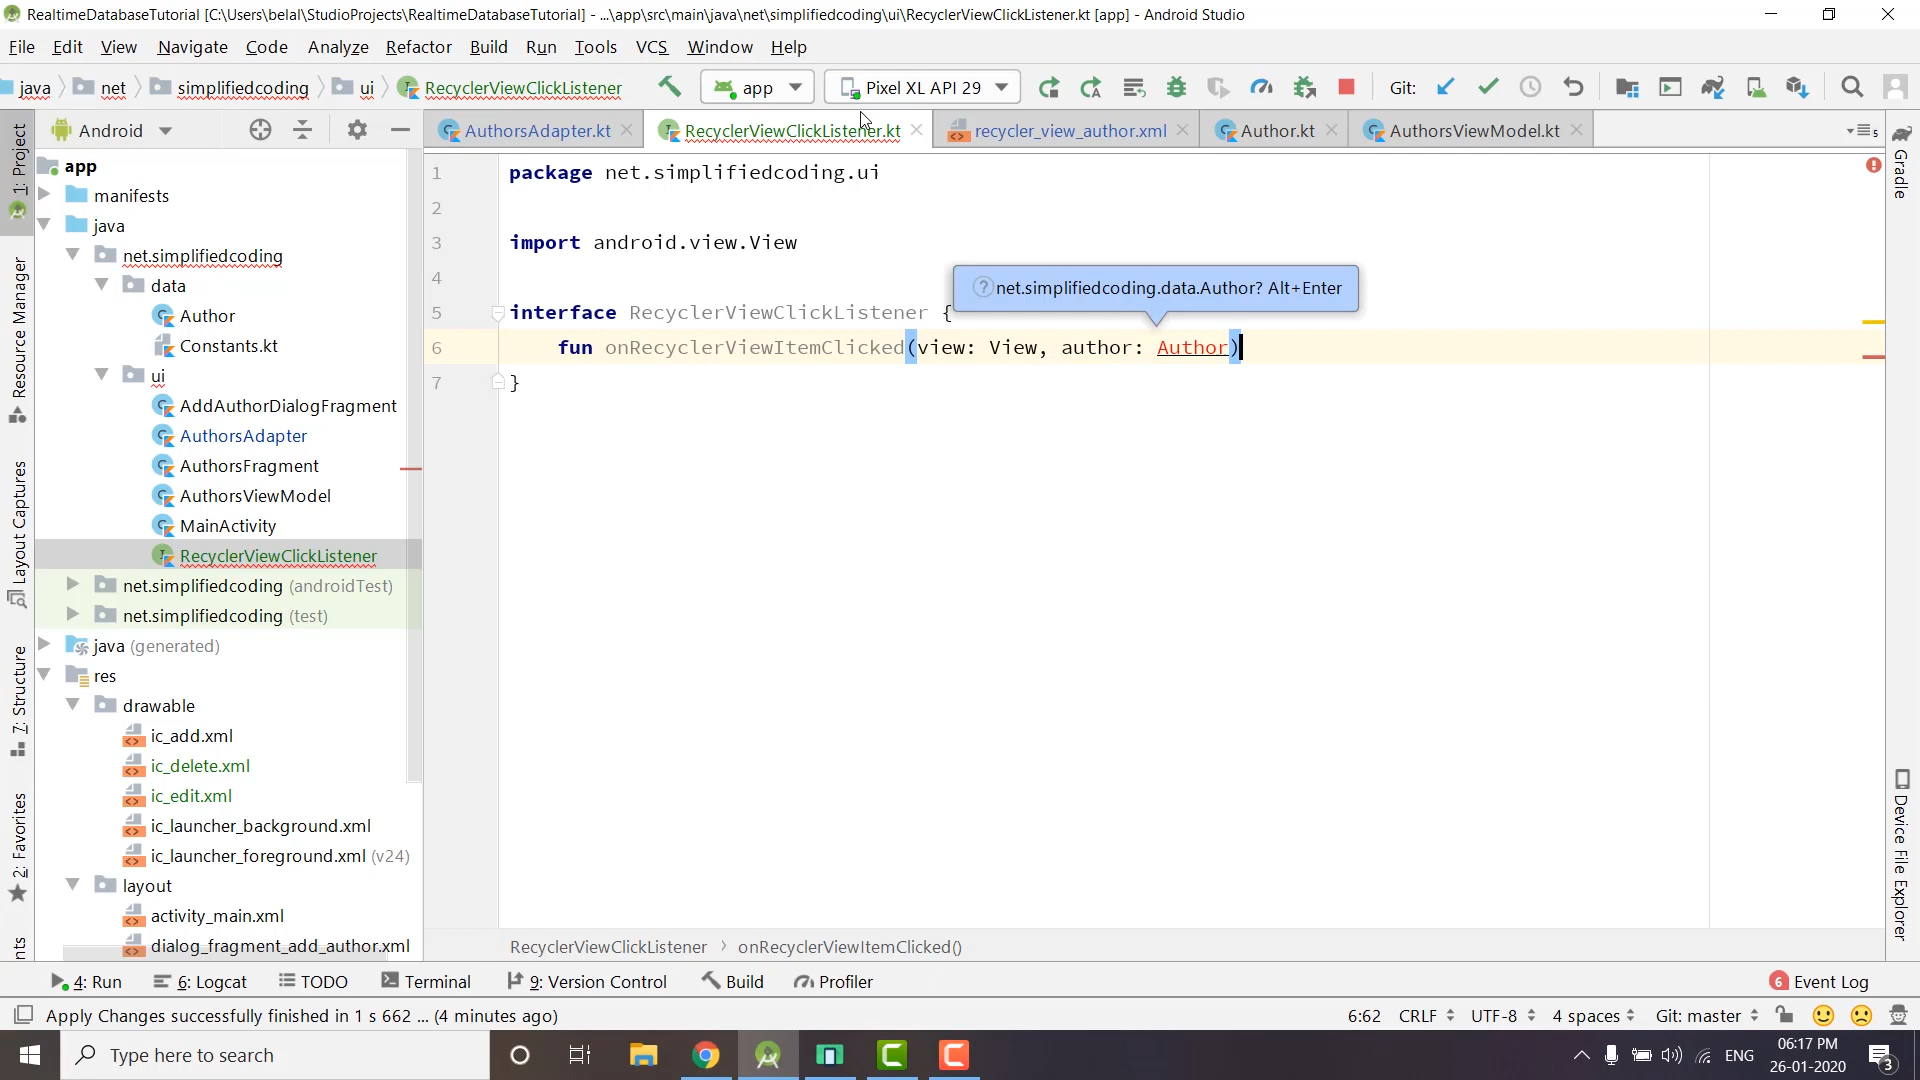 RealtimeDatabaseTutorial [C:\Users\belal\StudioProjects\RealtimeDatabaseTutorial] - ...\app\src\main\java\net\simplifiedcoding\ui\RecyclerViewClickListener.kt [app] - Android Studio
File Edit View Navigate Code Analyze Refactor Build Run Tools VCS Window Help
java net simplifiedcoding ui RecyclerViewClickListener app Pixel XL API 29 Git:
Android AuthorsAdapter.kt RecyclerViewClickListener.kt recycler_view_author.xml Author.kt AuthorsViewModel.kt 5
1: Project
Resource Manager
Layout Captures
7: Structure
2: Favorites
app
manifests
java
net.simplifiedcoding
data
Author
Constants.kt
ui
AddAuthorDialogFragment
AuthorsAdapter
AuthorsFragment
AuthorsViewModel
MainActivity
RecyclerViewClickListener
net.simplifiedcoding (androidTest)
net.simplifiedcoding (test)
java (generated)
res
drawable
ic_add.xml
ic_delete.xml
ic_edit.xml
ic_launcher_background.xml
ic_launcher_foreground.xml (v24)
layout
activity_main.xml
dialog_fragment_add_author.xml
1 package net.simplifiedcoding.ui
2
3 import android.view.View
4
net.simplifiedcoding.data.Author? Alt+Enter
5 interface RecyclerViewClickListener {
6 fun onRecyclerViewItemClicked(view: View, author: Author)
7 }
Gradle
Device File Explorer
RecyclerViewClickListener onRecyclerViewItemClicked()
4: Run 6: Logcat TODO Terminal 9: Version Control Build Profiler 6 Event Log
Apply Changes successfully finished in 1 s 662 ... (4 minutes ago) 6:62 CRLF UTF-8 4 spaces Git: master
Type here to search ENG 06:17 PM
26-01-2020 3